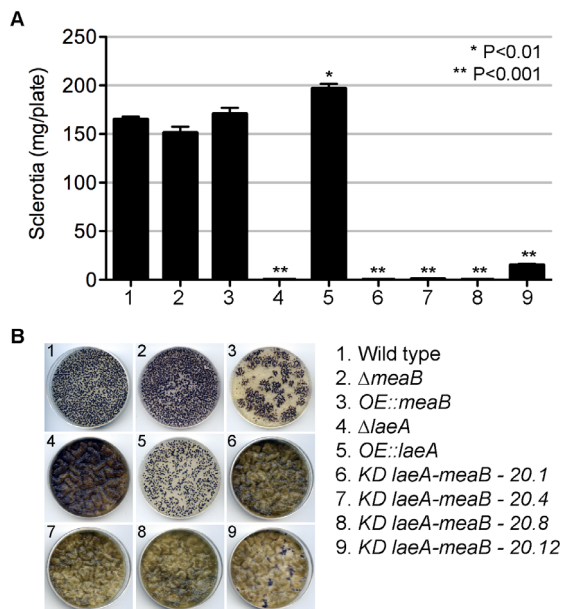 A
250
200
150
100
50
0
Sclerotia (mg/plate)
* P<0.01
** P<0.001
*
** ** ** ** **
1 2 3 4 5 6 7 8 9
B
1 2 3
4 5 6
7 8 9
1. Wild type
2. ΔmeaB
3. OE::meaB
4. ΔlaeA
5. OE::laeA
6. KD laeA-meaB - 20.1
7. KD laeA-meaB - 20.4
8. KD laeA-meaB - 20.8
9. KD laeA-meaB - 20.12